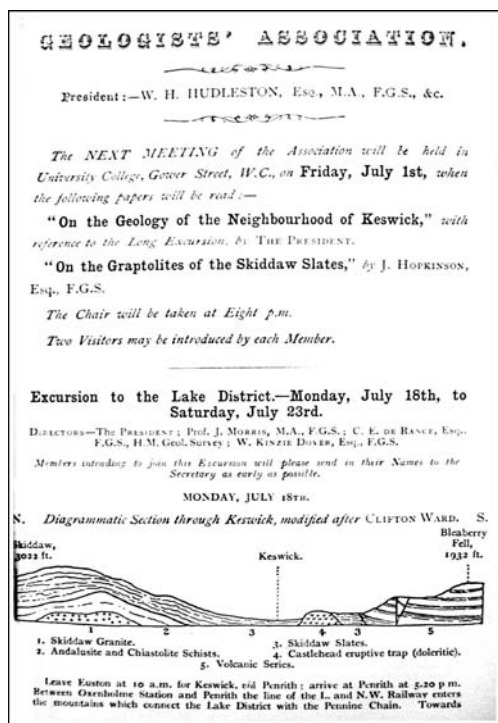 GEOLOGISTS' ASSOCIATION.
President:—W. H. HUDLESTON, Esq., M.A., F.G.S., &c.
The NEXT MEETING of the Association will be held in
University College, Gower Street, W.C., on Friday, July 1st, when
the following papers will be read:—
"On the Geology of the Neighbourhood of Keswick," with
reference to the Long Excursion, by THE PRESIDENT.
"On the Graptolites of the Skiddaw Slates," by J. HOPKINSON,
Esq., F.G.S.
The Chair will be taken at Eight p.m.
Two Visitors may be introduced by each Member.
Excursion to the Lake District.—Monday, July 18th, to
Saturday, July 23rd.
DIRECTORS—The PRESIDENT; Prof. J. MORRIS, M.A., F.G.S.; C. E. DE RANCE, Esq.,
F.G.S., H.M. Geol. Survey; W. KINZIE DOVER, Esq., F.G.S.
Members intending to join this Excursion will please send in their Names to the
Secretary as early as possible.
MONDAY, JULY 18TH.
N. Diagrammatic Section through Keswick, modified after CLIFTON WARD. S.
Skiddaw,
3022 ft.
Keswick.
Bleaberry
Fell,
1932 ft.
1 2 3 4 3 5
1. Skiddaw Granite.
2. Andalusite and Chiastolite Schists.
3. Skiddaw Slates.
4. Castlehead eruptive trap (doleritic).
5. Volcanic Series.
Leave Euston at 10 a.m. for Keswick, viâ Penrith; arrive at Penrith at 5.20 p m.
Between Oxenholme Station and Penrith the line of the L. and N.W. Railway enters
the mountains which connect the Lake District with the Pennine Chain. Towards